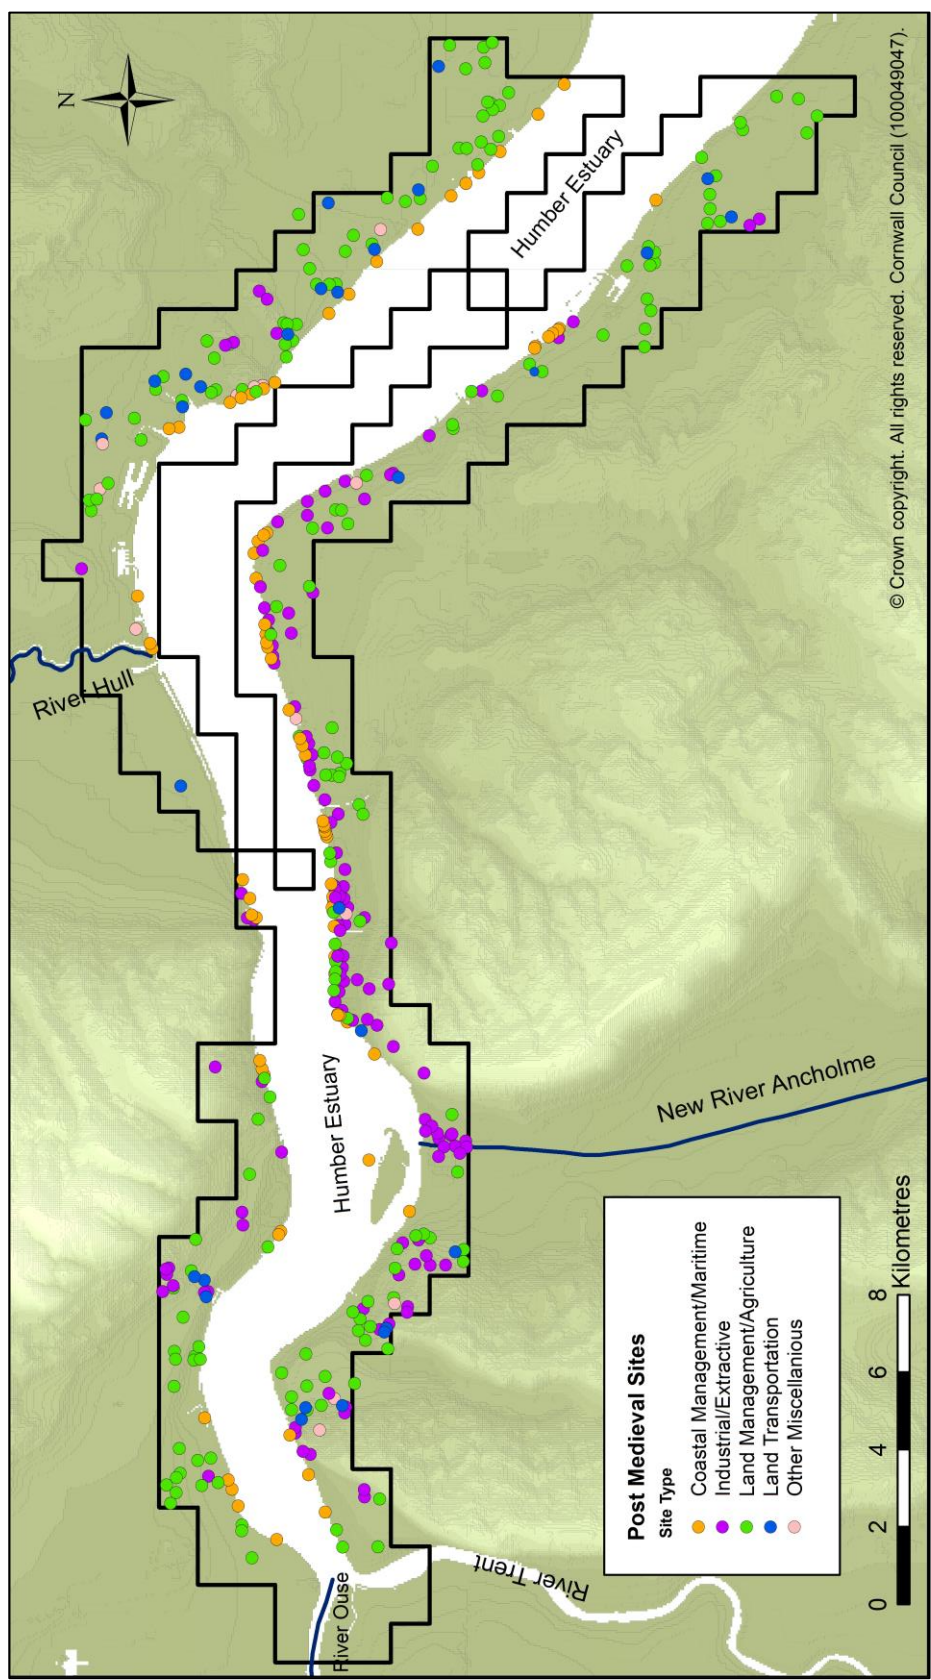 N
River Hull
Humber Estuary
Humber Estuary
New River Ancholme
River Trent
River Ouse
Post Medieval Sites
Site Type
Coastal Management/Maritime
Industrial/Extractive
Land Management/Agriculture
Land Transportation
Other Miscellanious
0 2 4 6 8
Kilometres
© Crown copyright. All rights reserved. Cornwall Council (100049047).